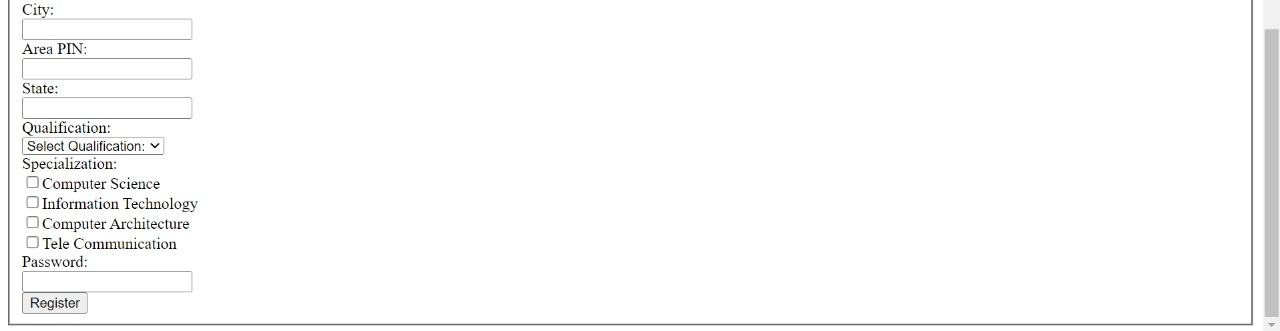 City:
Area PIN:
State:
Qualification:
Select Qualification:
Specialization:
Computer Science
Information Technology
Computer Architecture
Tele Communication
Password:
Register